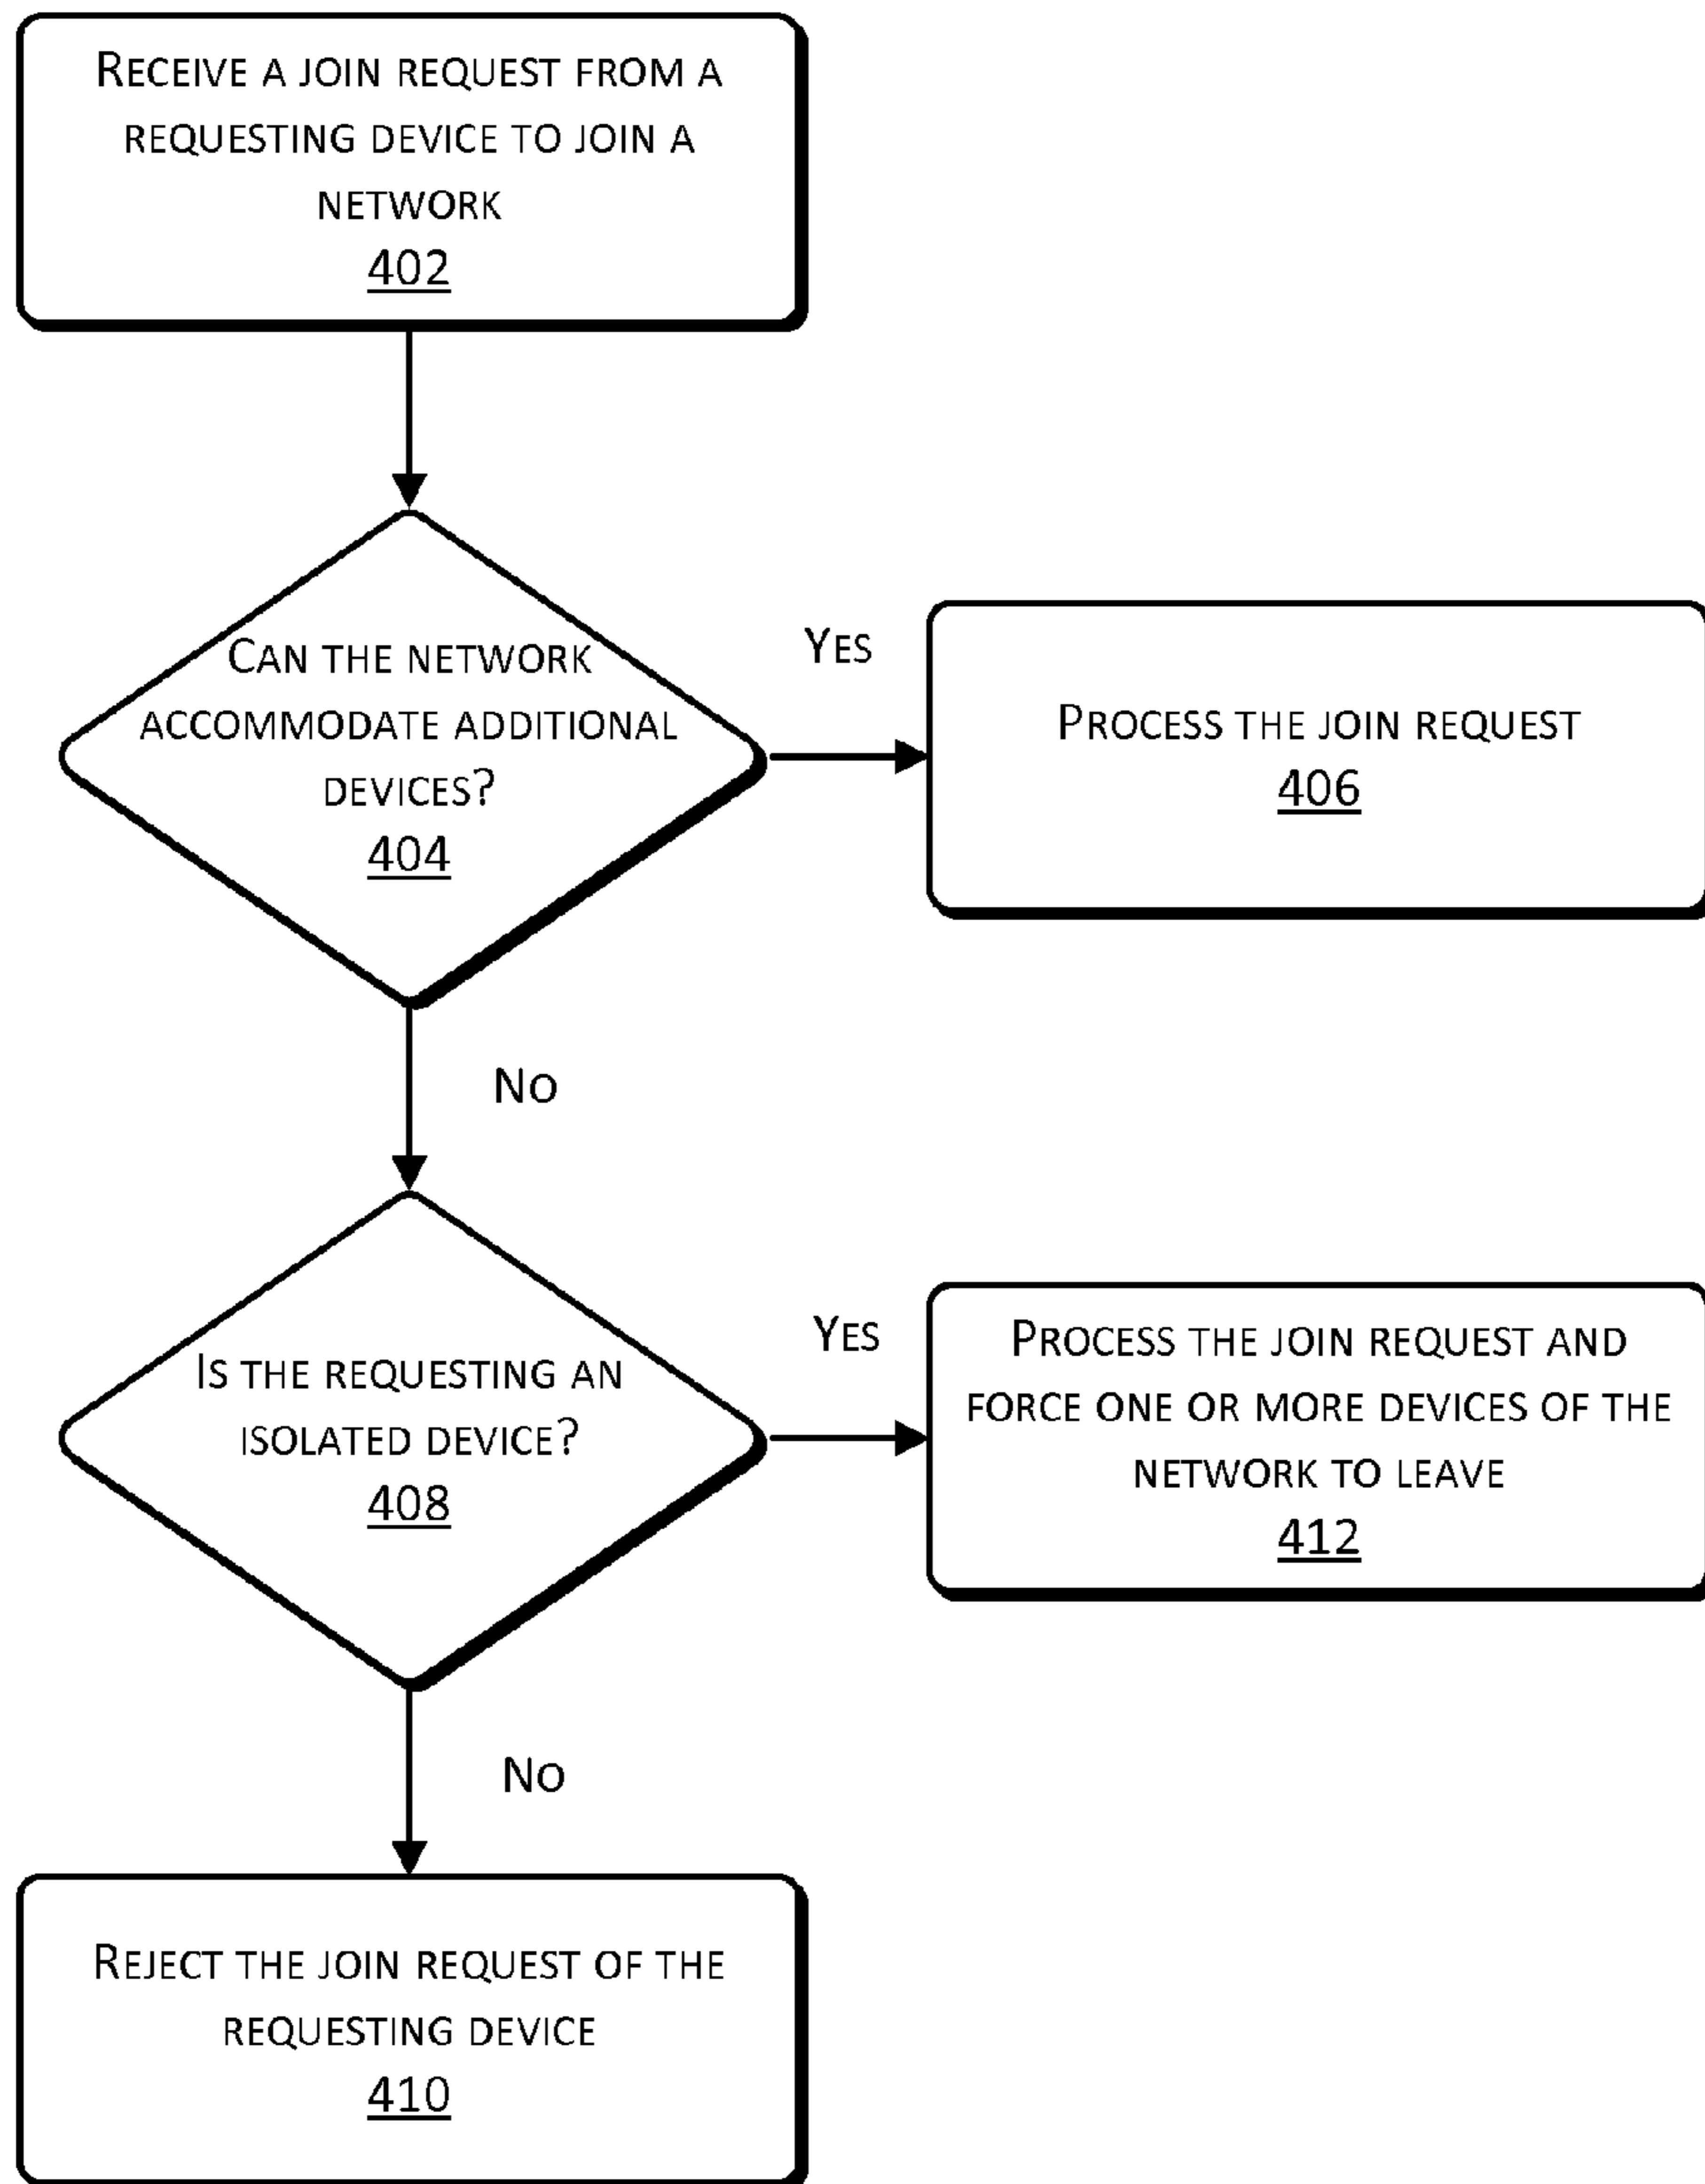 RECEIVE A JOIN REQUEST FROM A
REQUESTING DEVICE TO JOIN A
NETWORK
402
CAN THE NETWORK
ACCOMMODATE ADDITIONAL
DEVICES?
404
YES
PROCESS THE JOIN REQUEST
406
NO
IS THE REQUESTING AN
ISOLATED DEVICE?
408
YES
PROCESS THE JOIN REQUEST AND
FORCE ONE OR MORE DEVICES OF THE
NETWORK TO LEAVE
412
NO
REJECT THE JOIN REQUEST OF THE
REQUESTING DEVICE
410